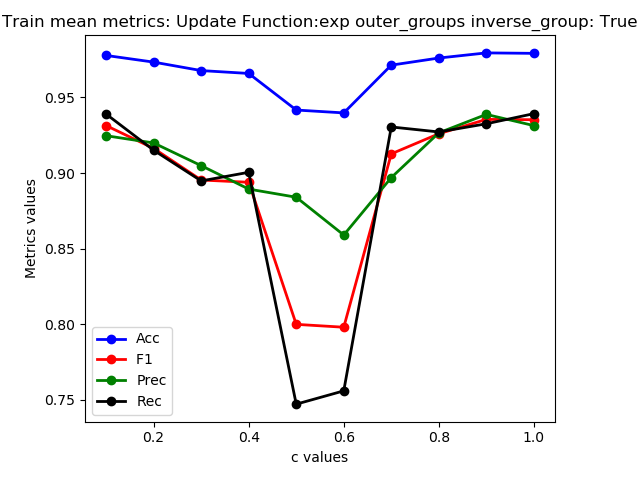 Train mean metrics: Update Function:exp outer_groups inverse_group: True
Metrics values
0.95
0.90
0.85
0.80
0.75
Acc
F1
Prec
Rec
0.2 0.4 0.6 0.8 1.0
c values